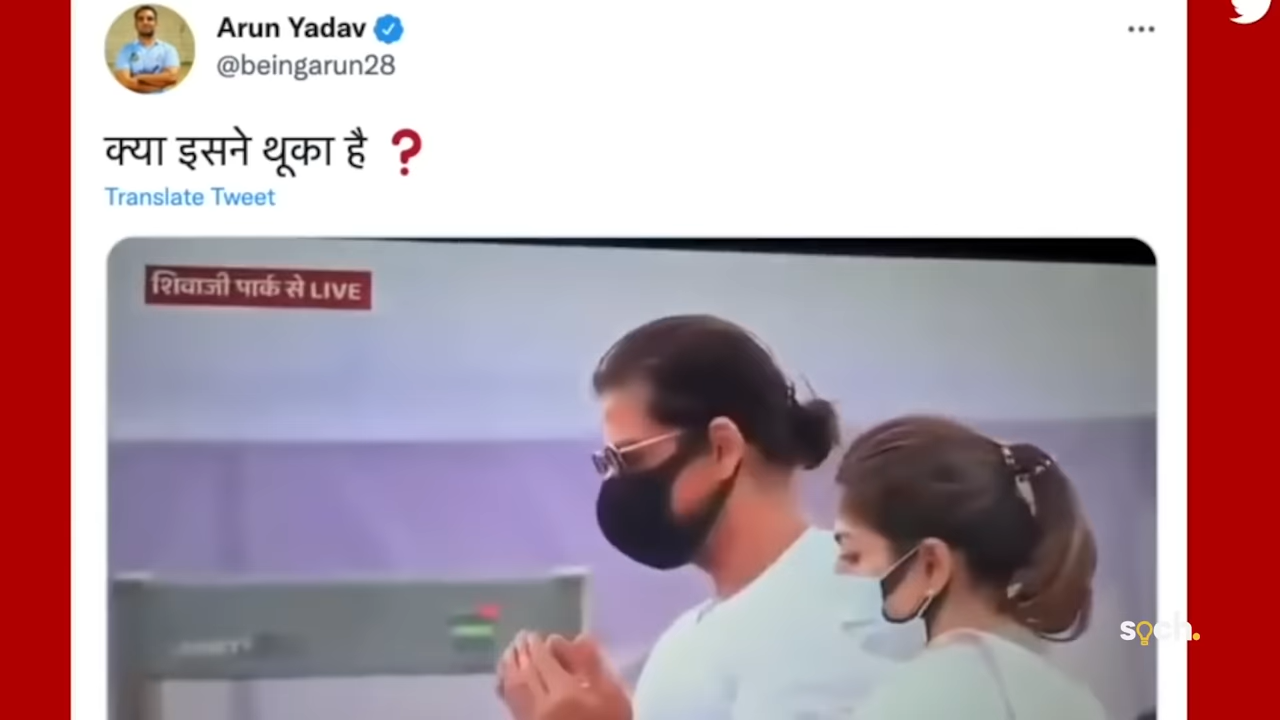 Arun Yadav
@beingarun28
क्या इसने थूका है ❓
Translate Tweet
शिवाजी पार्क से LIVE
soch.